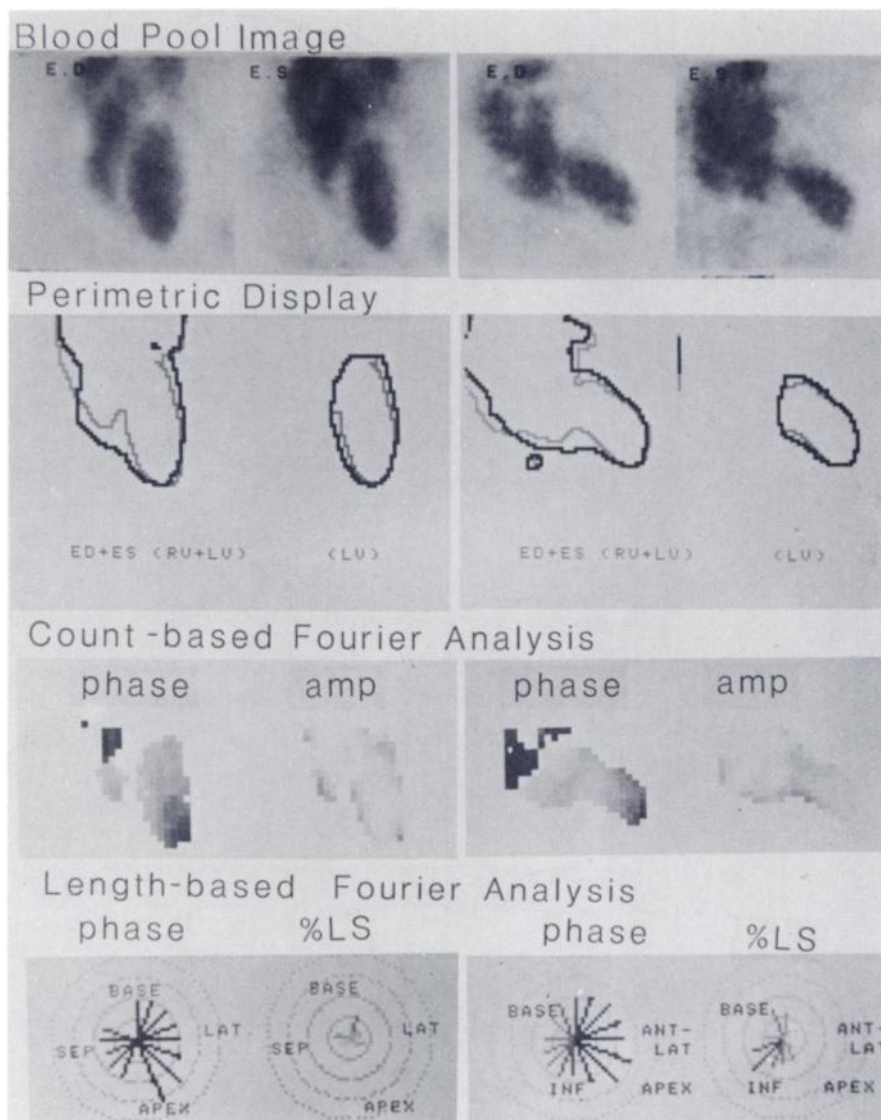 Blood Pool Image
E.D E.S E.D E.S
Perimetric Display
ED+ES (RV+LV) (LV) ED+ES (RV+LV) (LV)
Count-based Fourier Analysis
phase amp phase amp
Length-based Fourier Analysis
phase %LS phase %LS
BASE BASE BASE BASE
LAT LAT ANT- ANT-
SEP SEP LAT LAT
INF INF
APEX APEX APEX APEX